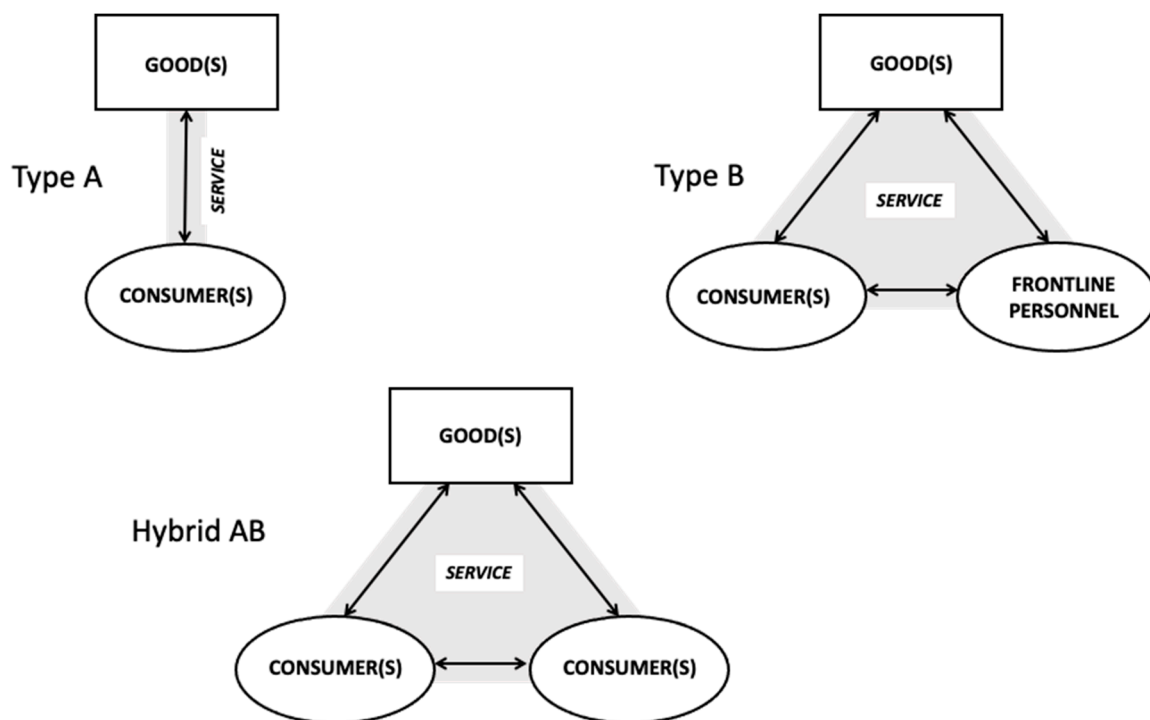 GOOD(S)
Type A
SERVICE
CONSUMER(S)
GOOD(S)
Type B
SERVICE
CONSUMER(S)
FRONTLINE
PERSONNEL
GOOD(S)
Hybrid AB
SERVICE
CONSUMER(S)
CONSUMER(S)